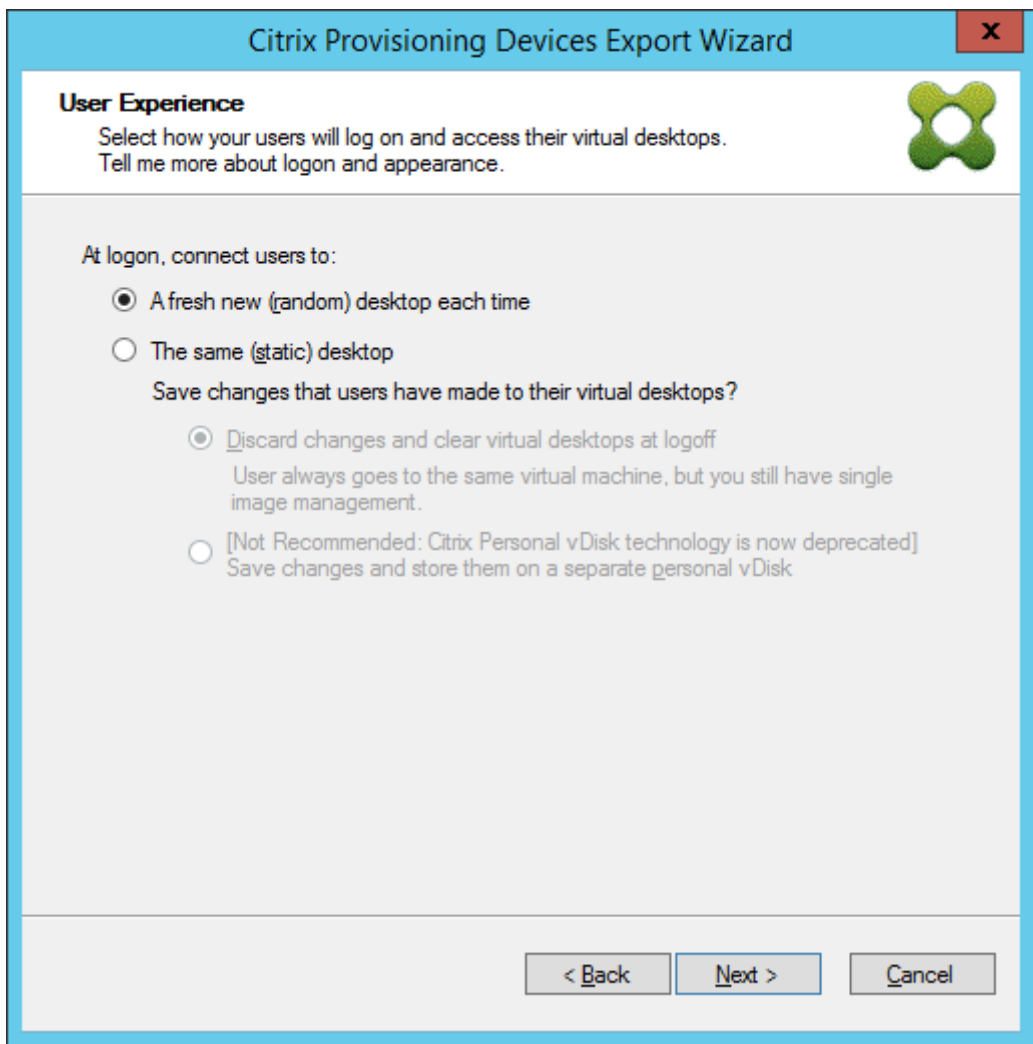 Citrix Provisioning Devices Export Wizard
x
User Experience
Select how your users will log on and access their virtual desktops.
Tell me more about logon and appearance.
At logon, connect users to:
A fresh new (random) desktop each time
The same (static) desktop
Save changes that users have made to their virtual desktops?
Discard changes and clear virtual desktops at logoff
User always goes to the same virtual machine, but you still have single
image management.
[Not Recommended: Citrix Personal vDisk technology is now deprecated]
Save changes and store them on a separate personal vDisk
< Back
Next >
Cancel